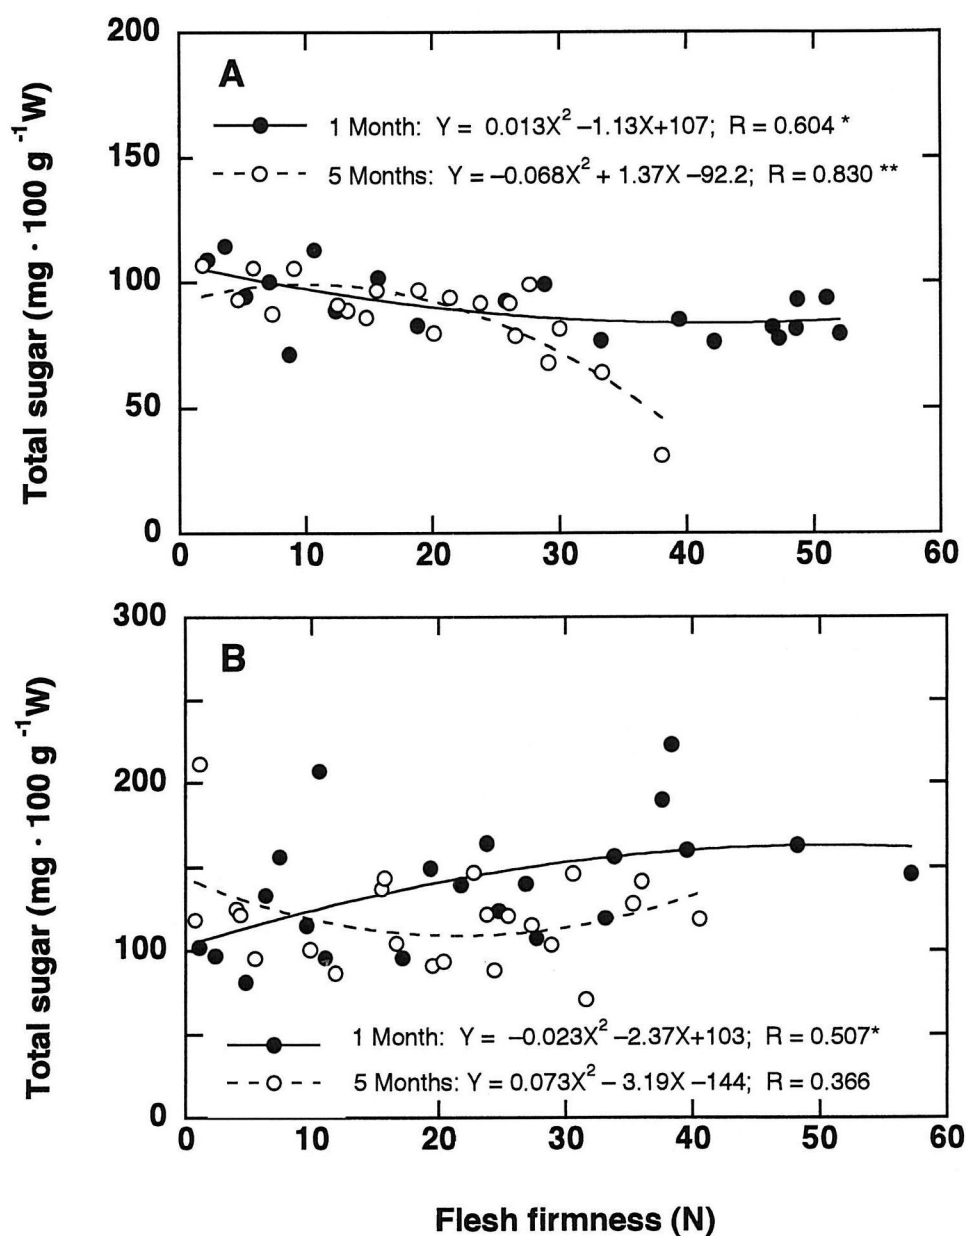 200
A
1 Month: Y = 0.013X² –1.13X+107; R = 0.604 *
150
5 Months: Y = –0.068X² + 1.37X –92.2; R = 0.830 **
100
50
0
0 10 20 30 40 50 60
Total sugar (mg · 100 g ⁻¹W)
300
B
200
100
1 Month: Y = –0.023X² –2.37X+103; R = 0.507*
5 Months: Y = 0.073X² – 3.19X –144; R = 0.366
0
0 10 20 30 40 50 60
Total sugar (mg · 100 g ⁻¹W)
Flesh firmness (N)